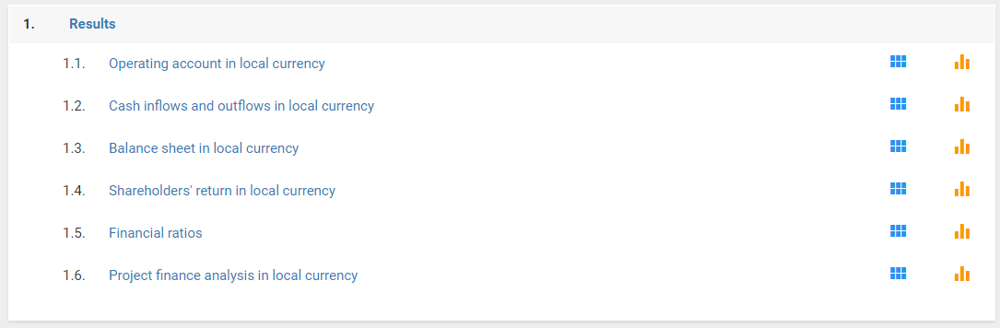 1. Results
1.1. Operating account in local currency
1.2. Cash inflows and outflows in local currency
1.3. Balance sheet in local currency
1.4. Shareholders' return in local currency
1.5. Financial ratios
1.6. Project finance analysis in local currency